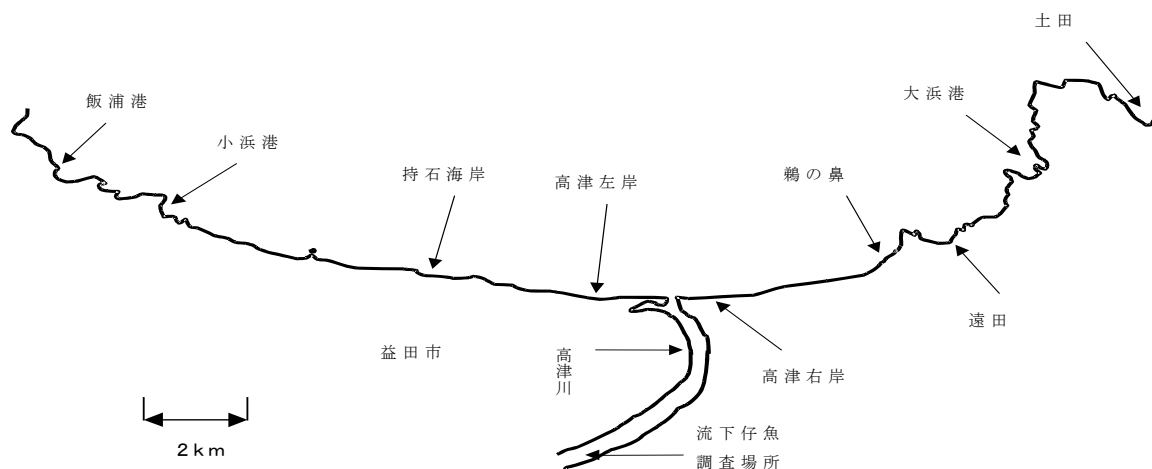 土田
大浜港
飯浦港
小浜港
持石海岸
高津左岸
鵜の鼻
遠田
益田市
高津川
高津右岸
流下仔魚
調査場所
2km